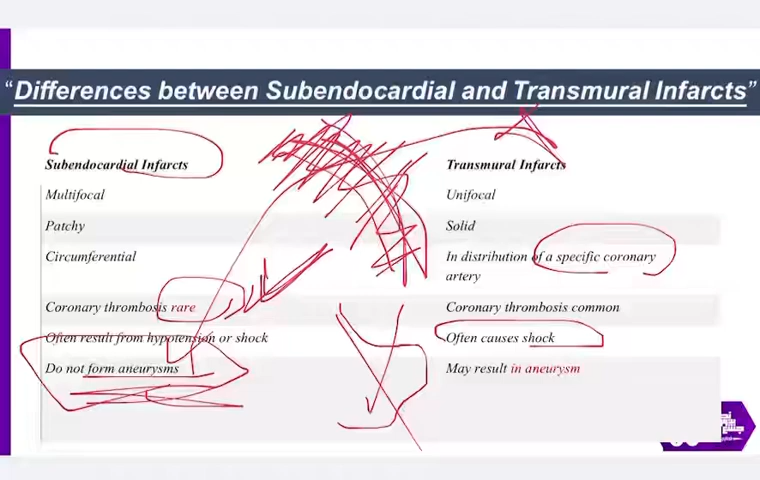 “Differences between Subendocardial and Transmural Infarcts”
Subendocardial Infarcts Transmural Infarcts
Multifocal Unifocal
Patchy Solid
Circumferential In distribution of a specific coronary
artery
Coronary thrombosis rare Coronary thrombosis common
Often result from hypotension or shock Often causes shock
Do not form aneurysms May result in aneurysm